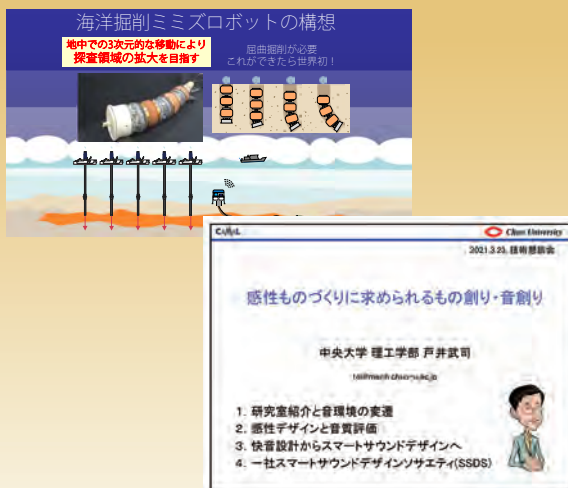 海洋掘削ミミズロボットの構想
地中での3次元的な移動により
探査領域の拡大を目指す
屈曲掘削が必要
これができたら世界初！
Chuo University
2021.3.23. 技術懇談会
感性ものづくりに求められるもの創り・音創り
中央大学 理工学部 戸井武司
1. 研究室紹介と音環境の変遷
2. 感性デザインと音質評価
3. 快音設計からスマートサウンドデザインへ
4. 一社スマートサウンドデザインソサエティ(SSDS)